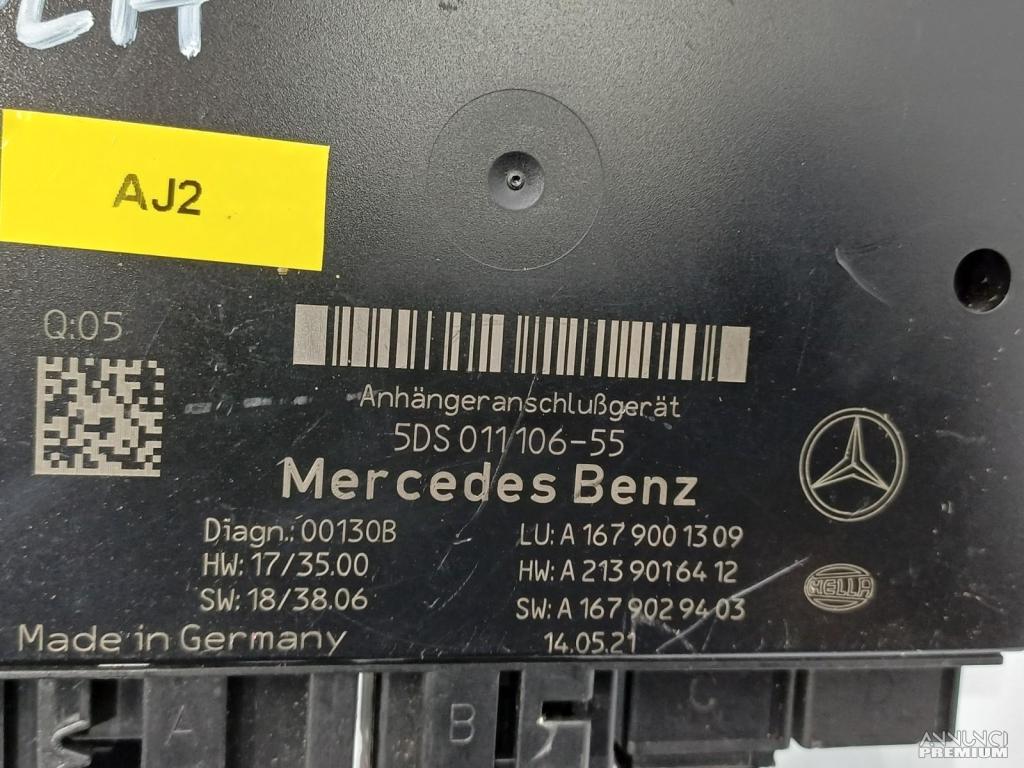 AJ2
Q:05
Anhängeranschlußgerät
5DS 011 106-55
Mercedes Benz
Diagn.: 00130B LU: A 167 900 13 09
HW: 17/35.00 HW: A 213 901 64 12
SW: 18/38.06 SW: A 167 902 94 03
Made in Germany 14.05.21
HELLA
A B C D
ANNUNCI
PREMIUM